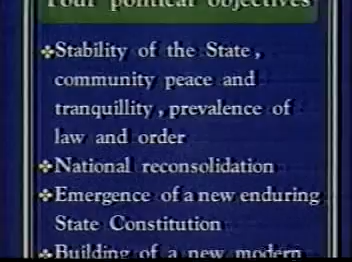 Four political objectives
Stability of the State,
community peace and
tranquillity, prevalence of
law and order
National reconsolidation
Emergence of a new enduring
State Constitution
Building of a new modern